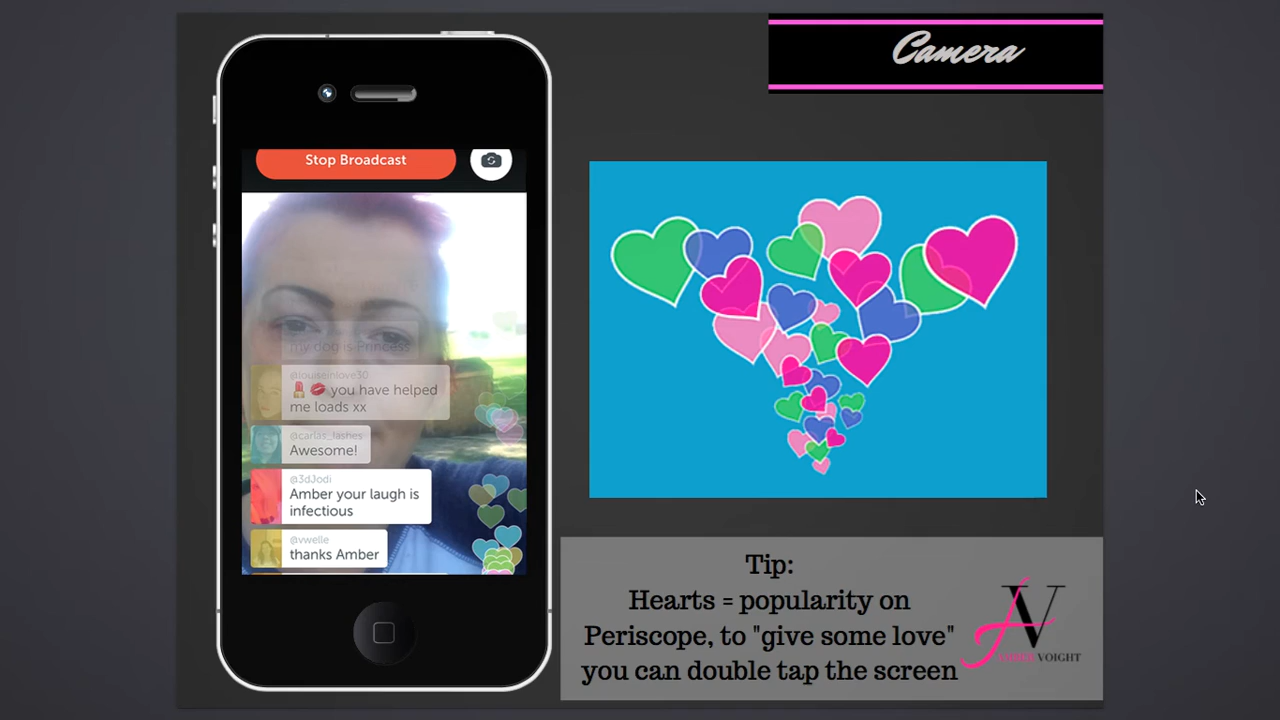 Camera
Stop Broadcast
my dog is Princess
@louiseinlove30
you have helped
me loads xx
@carlas_lashes
Awesome!
@3dJodi
Amber your laugh is
infectious
@vwelle
thanks Amber
Tip:
Hearts = popularity on
Periscope, to "give some love"
you can double tap the screen
AV
AMBER VOIGHT